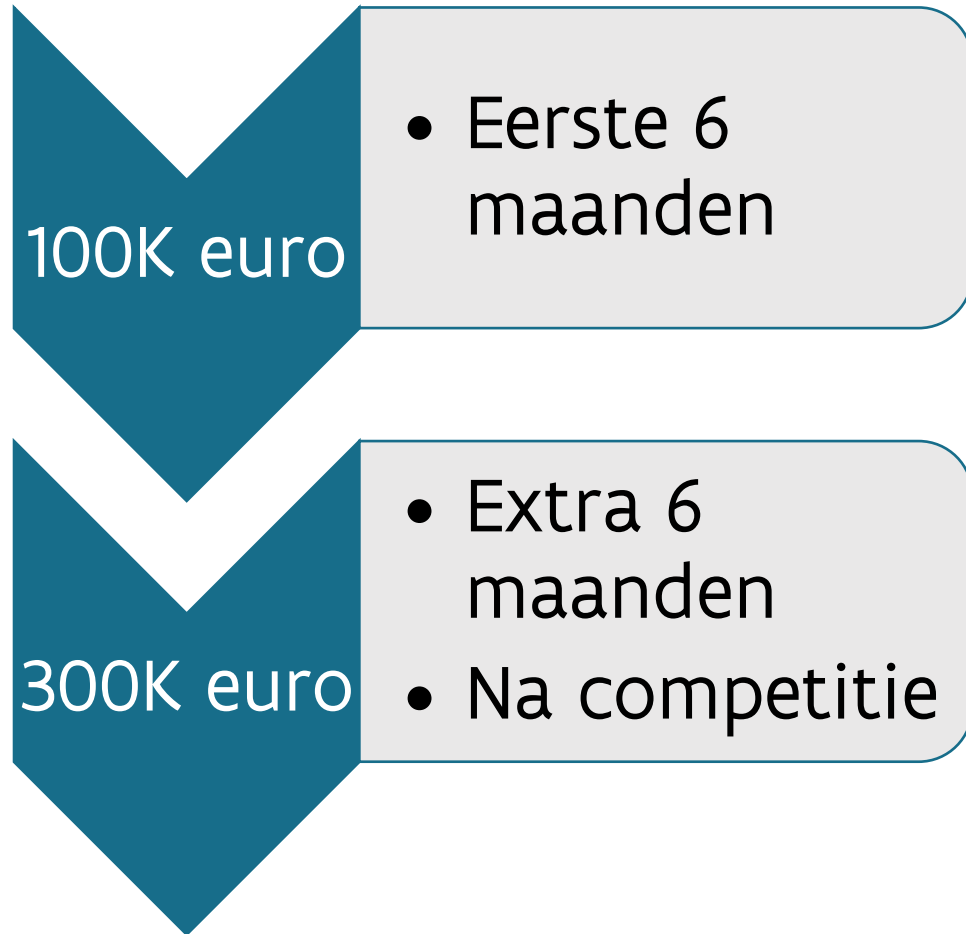 100K euro
• Eerste 6
maanden
300K euro
• Extra 6
maanden
• Na competitie